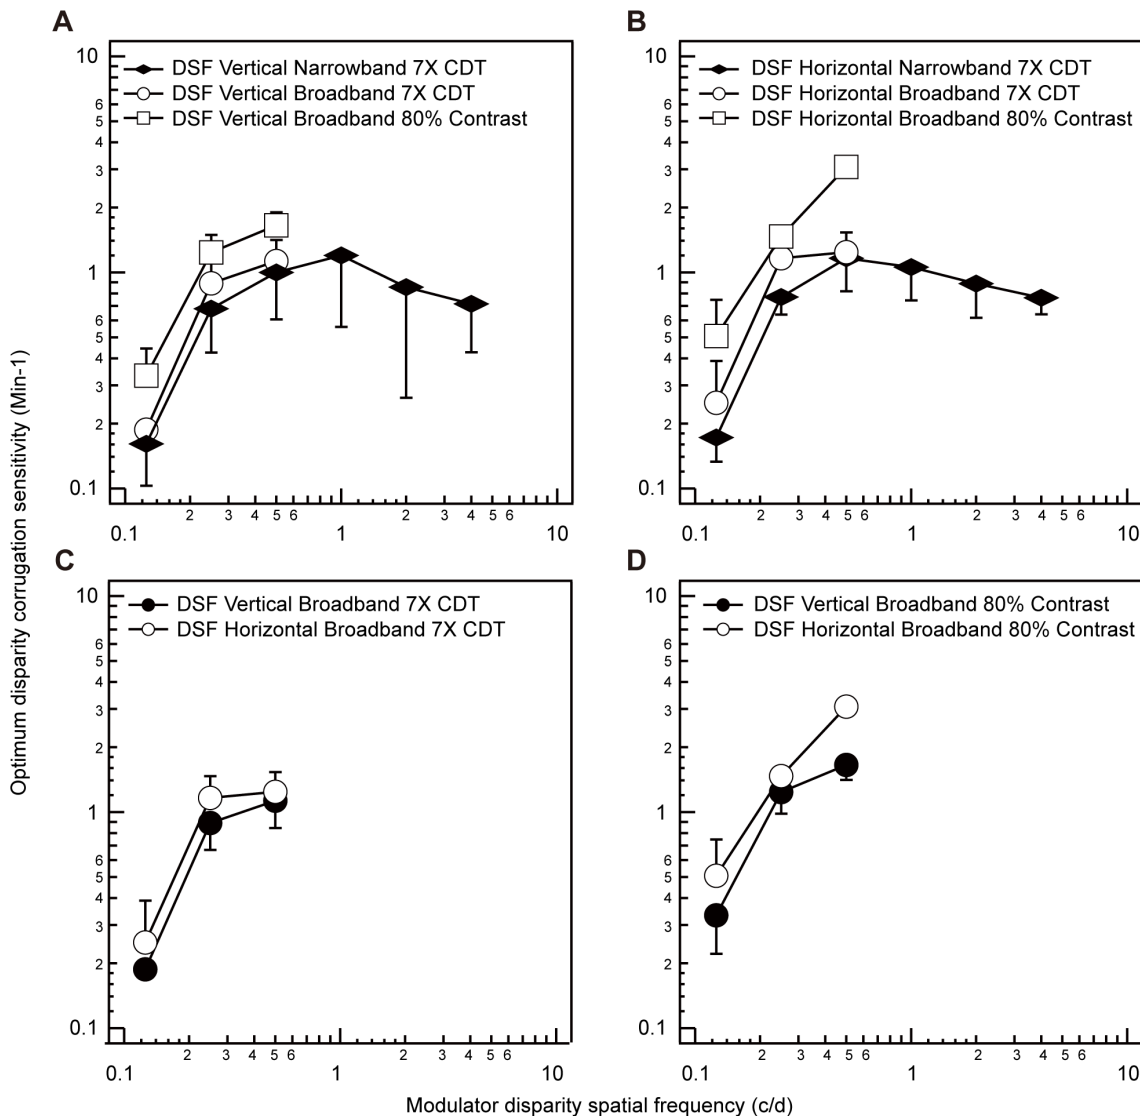 A
DSF Vertical Narrowband 7X CDT
DSF Vertical Broadband 7X CDT
DSF Vertical Broadband 80% Contrast
10
6
5
4
3
2
1
6
5
4
3
2
0.1
0.1 2 3 4 5 6 1 2 3 4 5 6 10
B
DSF Horizontal Narrowband 7X CDT
DSF Horizontal Broadband 7X CDT
DSF Horizontal Broadband 80% Contrast
10
6
5
4
3
2
1
6
5
4
3
2
0.1
0.1 2 3 4 5 6 1 2 3 4 5 6 10
C
DSF Vertical Broadband 7X CDT
DSF Horizontal Broadband 7X CDT
10
6
5
4
3
2
1
6
5
4
3
2
0.1
0.1 2 3 4 5 6 1 2 3 4 5 6 10
D
DSF Vertical Broadband 80% Contrast
DSF Horizontal Broadband 80% Contrast
10
6
5
4
3
2
1
6
5
4
3
2
0.1
0.1 2 3 4 5 6 1 2 3 4 5 6 10
Optimum disparity corrugation sensitivity (Min-1)
Modulator disparity spatial frequency (c/d)